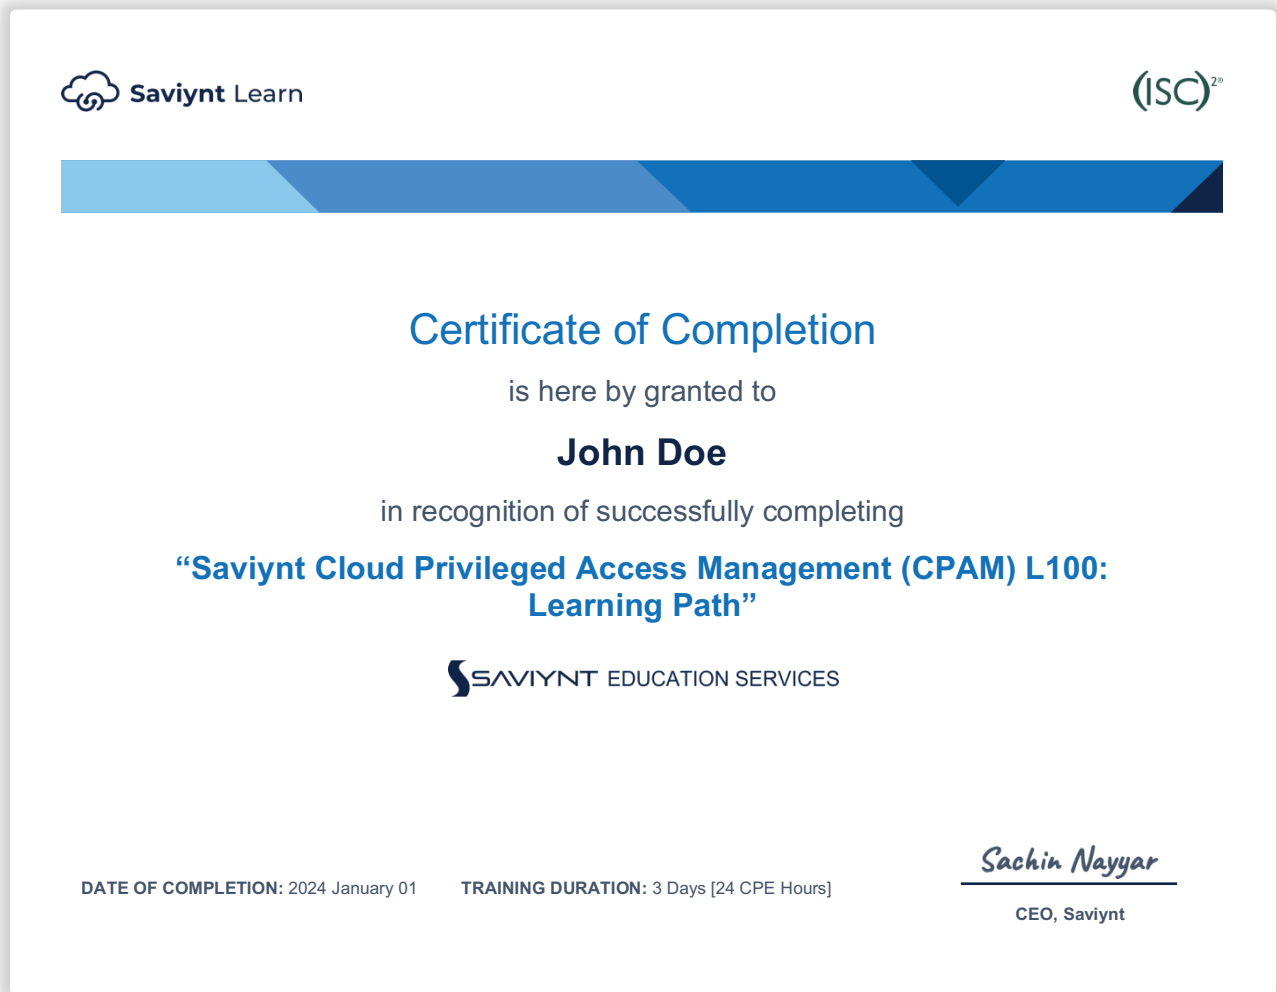 Saviynt Learn
(ISC)²®
Certificate of Completion
is here by granted to
John Doe
in recognition of successfully completing
“Saviynt Cloud Privileged Access Management (CPAM) L100:
Learning Path”
SAVIYNT EDUCATION SERVICES
Sachin Nayyar
DATE OF COMPLETION: 2024 January 01 TRAINING DURATION: 3 Days [24 CPE Hours]
CEO, Saviynt